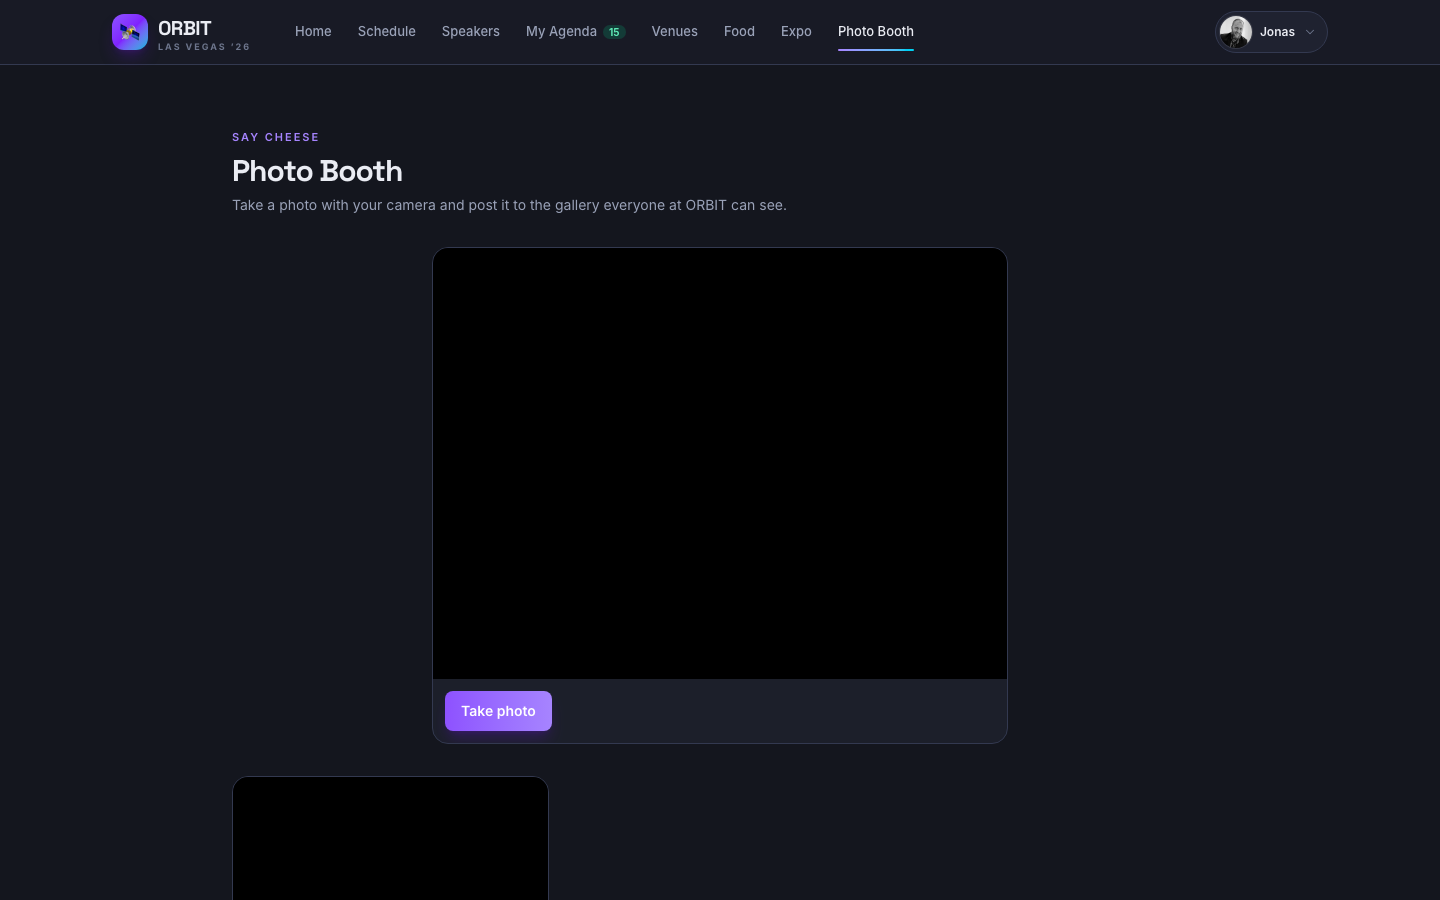 ORBIT
LAS VEGAS '26
Home
Schedule
Speakers
My Agenda 15
Venues
Food
Expo
Photo Booth
Jonas
SAY CHEESE
Photo Booth
Take a photo with your camera and post it to the gallery everyone at ORBIT can see.
Take photo